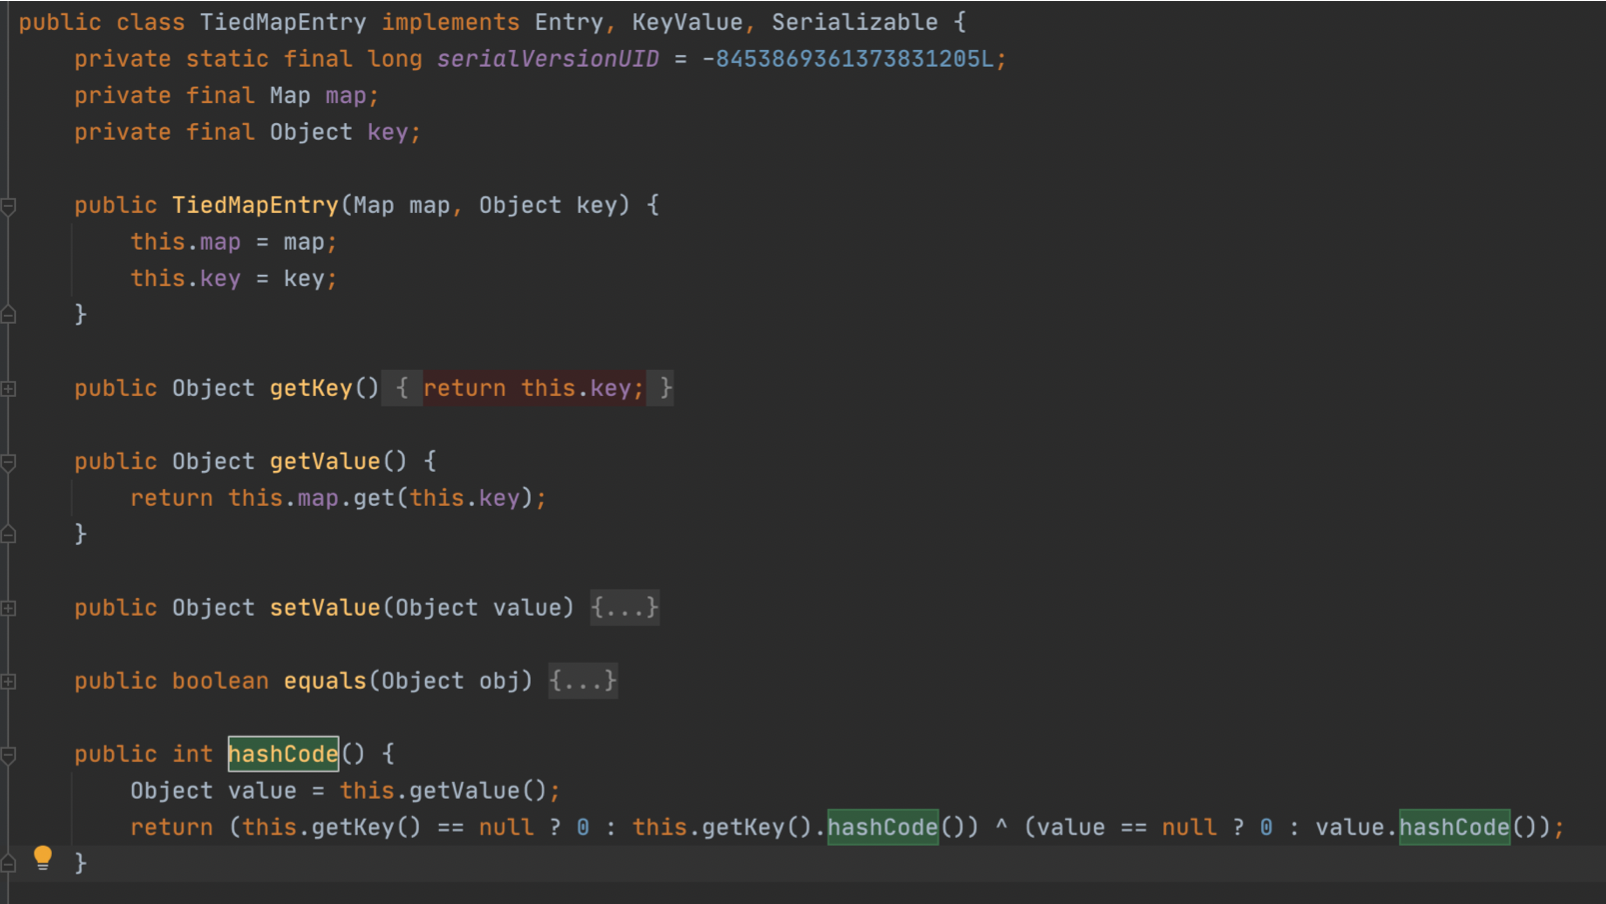 public class TiedMapEntry implements Entry, KeyValue, Serializable {
private static final long serialVersionUID = -8453869361373831205L;
private final Map map;
private final Object key;
public TiedMapEntry(Map map, Object key) {
this.map = map;
this.key = key;
}
public Object getKey() { return this.key; }
public Object getValue() {
return this.map.get(this.key);
}
public Object setValue(Object value) {...}
public boolean equals(Object obj) {...}
public int hashCode() {
Object value = this.getValue();
return (this.getKey() == null ? 0 : this.getKey().hashCode()) ^ (value == null ? 0 : value.hashCode());
}